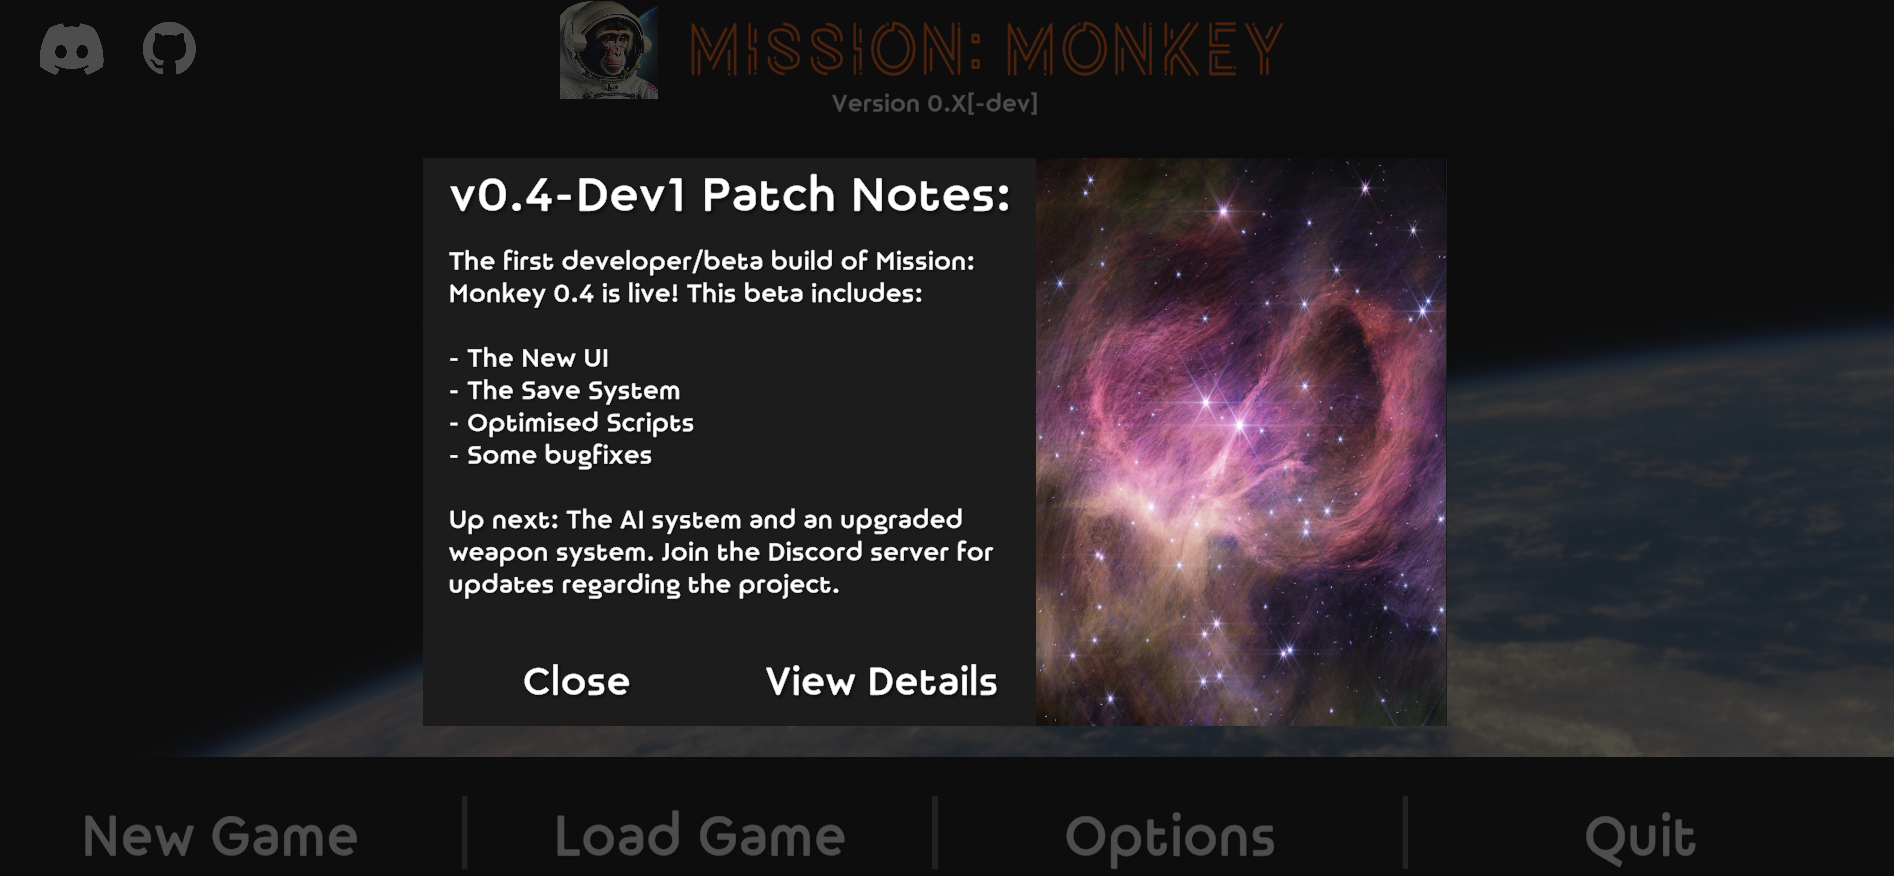 MISSION: MONKEY
Version 0.X[-dev]
v0.4-Dev1 Patch Notes:
The first developer/beta build of Mission:
Monkey 0.4 is live! This beta includes:
- The New UI
- The Save System
- Optimised Scripts
- Some bugfixes
Up next: The AI system and an upgraded
weapon system. Join the Discord server for
updates regarding the project.
Close
View Details
New Game
Load Game
Options
Quit